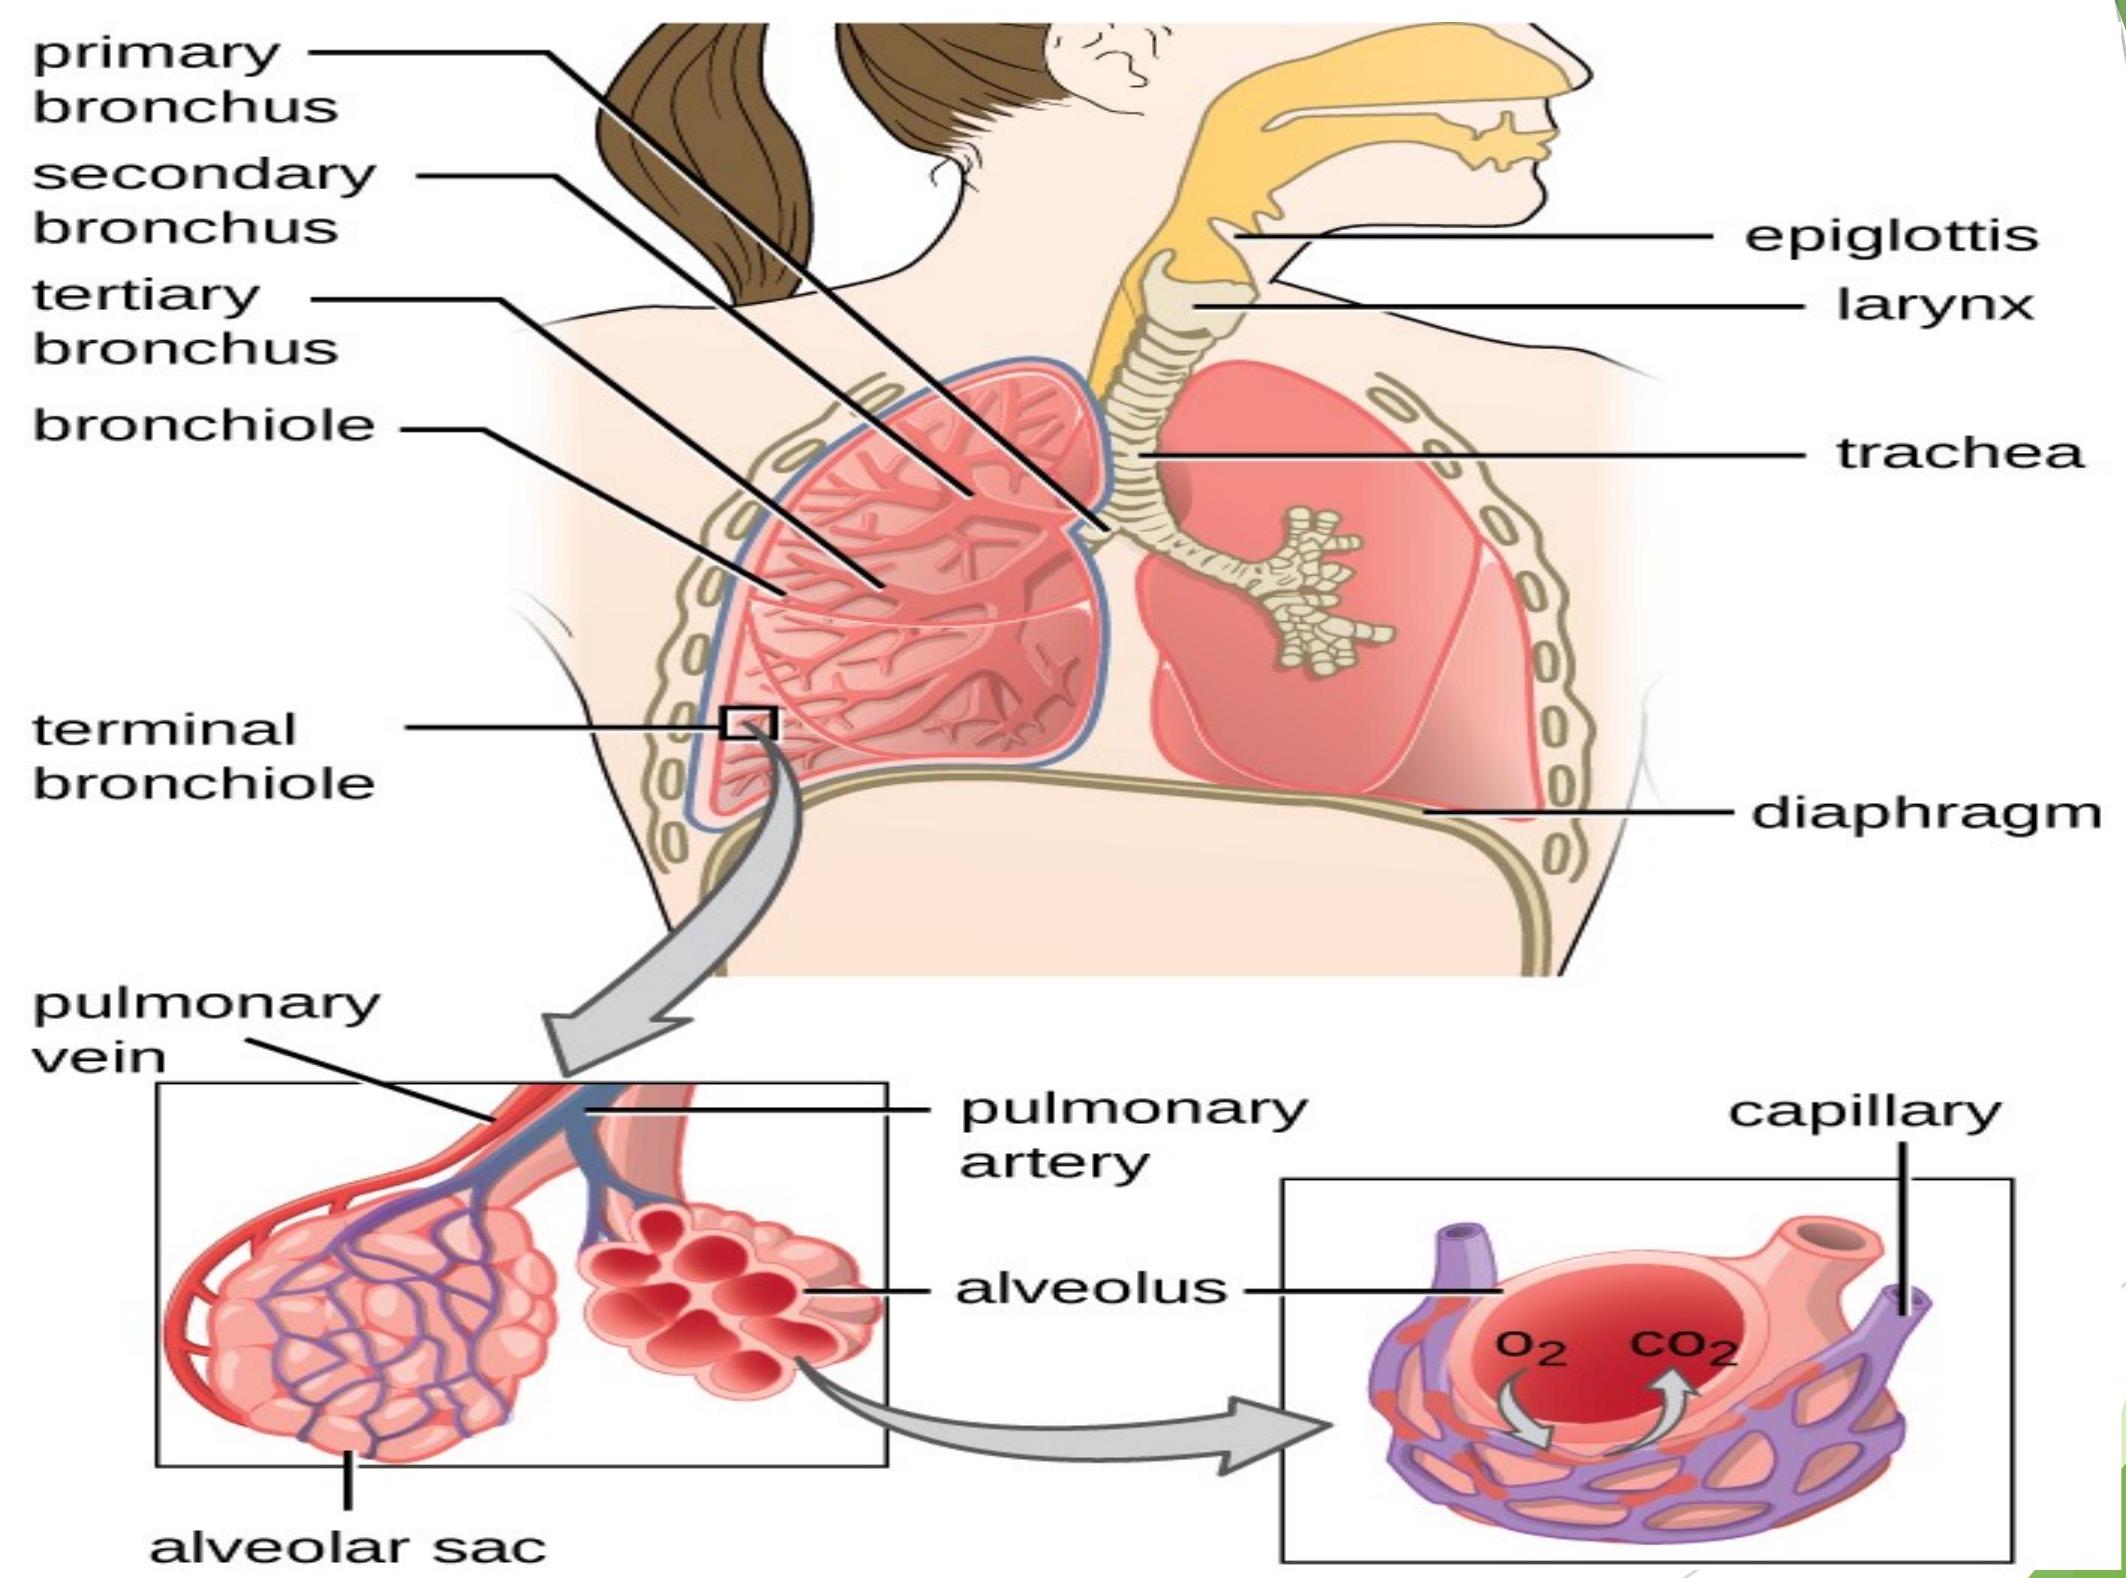 primary
bronchus
secondary
bronchus
tertiary
bronchus
bronchiole
terminal
bronchiole
epiglottis
larynx
trachea
diaphragm
pulmonary
vein
pulmonary
artery
alveolus
alveolar sac
capillary
O₂ CO₂